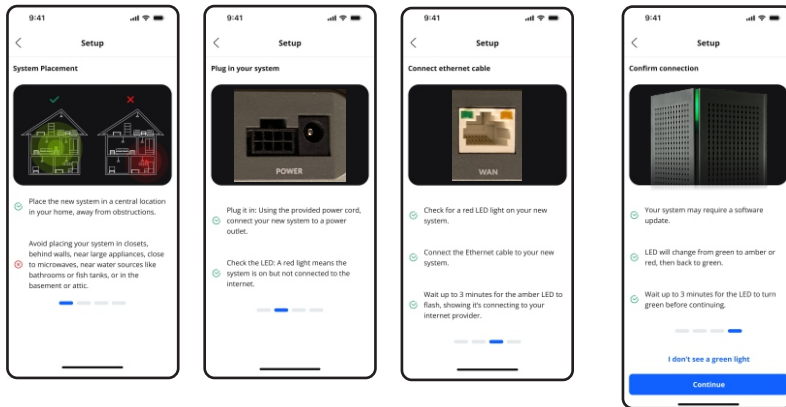 9:41
Setup
System Placement
Place the new system in a central location
in your home, away from obstructions.
Avoid placing your system in closets,
behind walls, near large appliances, close
to microwaves, near water sources like
bathrooms or fish tanks, or in the
basement or attic.
9:41
Setup
Plug in your system
POWER
Plug it in: Using the provided power cord,
connect your new system to a power
outlet.
Check the LED: A red light means the
system is on but not connected to the
internet.
9:41
Setup
Connect ethernet cable
WAN
Check for a red LED light on your new
system.
Connect the Ethernet cable to your new
system.
Wait up to 3 minutes for the amber LED to
flash, showing it's connecting to your
internet provider.
9:41
Setup
Confirm connection
Your system may require a software
update.
LED will change from green to amber or
red, then back to green.
Wait up to 3 minutes for the LED to turn
green before continuing.
I don't see a green light
Continue